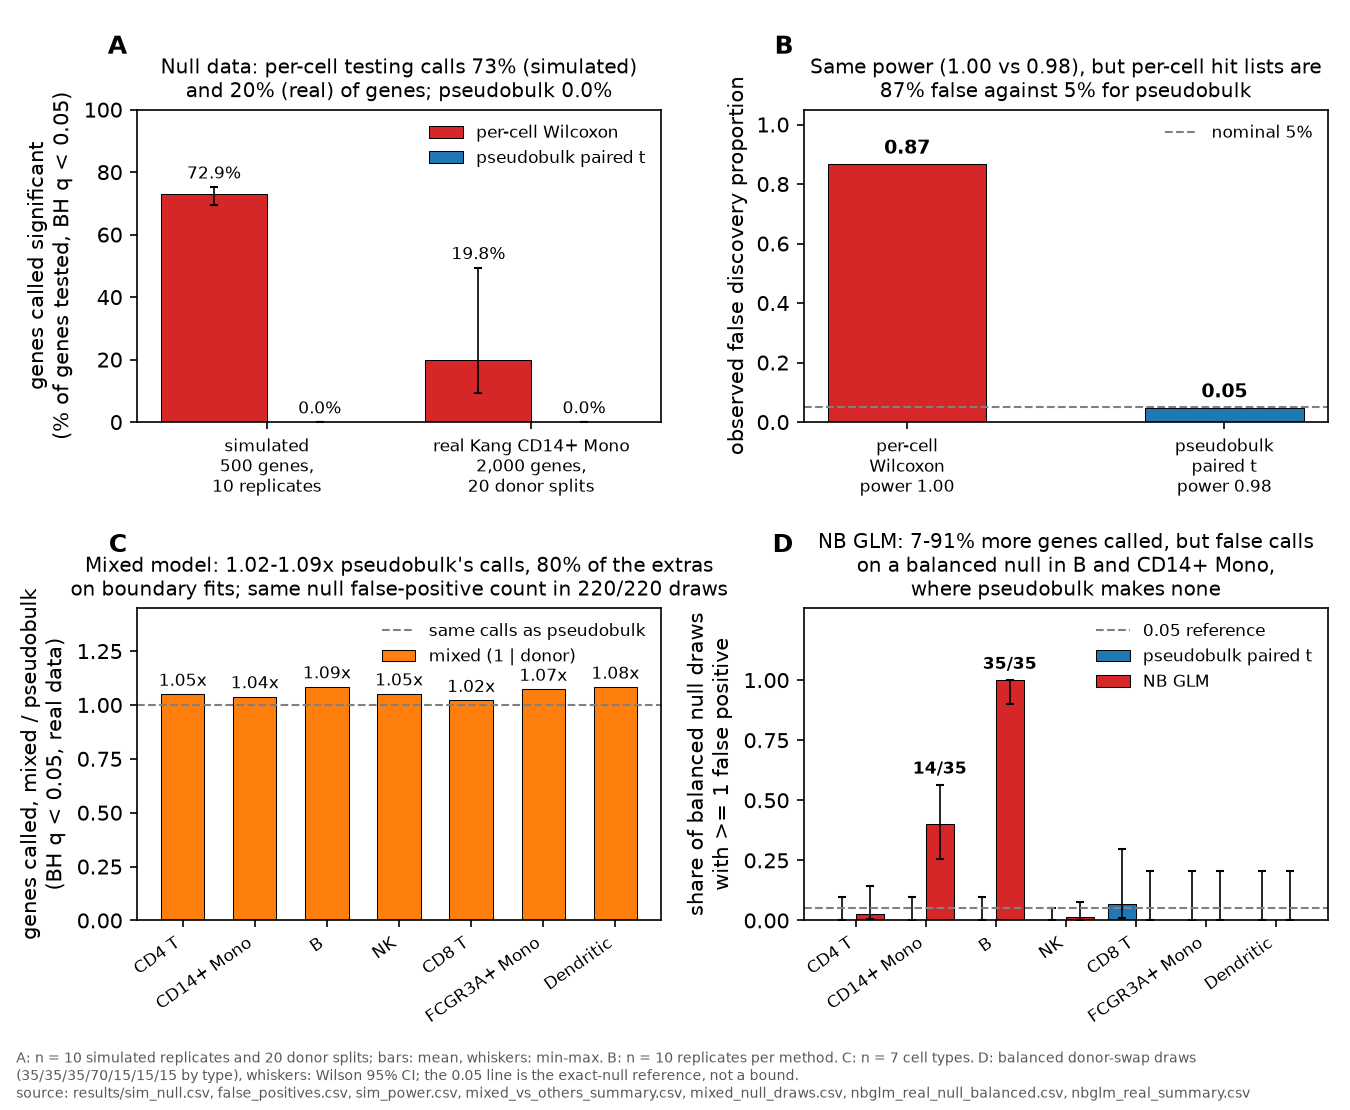 A
Null data: per-cell testing calls 73% (simulated)
and 20% (real) of genes; pseudobulk 0.0%
genes called significant
(% of genes tested, BH q < 0.05)
100
80
60
40
20
0
per-cell Wilcoxon
pseudobulk paired t
72.9%
0.0%
19.8%
0.0%
simulated
500 genes,
10 replicates
real Kang CD14+ Mono
2,000 genes,
20 donor splits
B
Same power (1.00 vs 0.98), but per-cell hit lists are
87% false against 5% for pseudobulk
observed false discovery proportion
1.0
0.8
0.6
0.4
0.2
0.0
nominal 5%
0.87
0.05
per-cell
Wilcoxon
power 1.00
pseudobulk
paired t
power 0.98
C
Mixed model: 1.02-1.09x pseudobulk's calls, 80% of the extras
on boundary fits; same null false-positive count in 220/220 draws
genes called, mixed / pseudobulk
(BH q < 0.05, real data)
1.25
1.00
0.75
0.50
0.25
0.00
same calls as pseudobulk
mixed (1 | donor)
1.05x
1.04x
1.09x
1.05x
1.02x
1.07x
1.08x
CD4 T
CD14+ Mono
B
NK
CD8 T
FCGR3A+ Mono
Dendritic
D
NB GLM: 7-91% more genes called, but false calls
on a balanced null in B and CD14+ Mono,
where pseudobulk makes none
share of balanced null draws
with >= 1 false positive
1.00
0.75
0.50
0.25
0.00
0.05 reference
pseudobulk paired t
NB GLM
14/35
35/35
CD4 T
CD14+ Mono
B
NK
CD8 T
FCGR3A+ Mono
Dendritic
A: n = 10 simulated replicates and 20 donor splits; bars: mean, whiskers: min-max. B: n = 10 replicates per method. C: n = 7 cell types. D: balanced donor-swap draws
(35/35/35/70/15/15/15 by type), whiskers: Wilson 95% CI; the 0.05 line is the exact-null reference, not a bound.
source: results/sim_null.csv, false_positives.csv, sim_power.csv, mixed_vs_others_summary.csv, mixed_null_draws.csv, nbglm_real_null_balanced.csv, nbglm_real_summary.csv